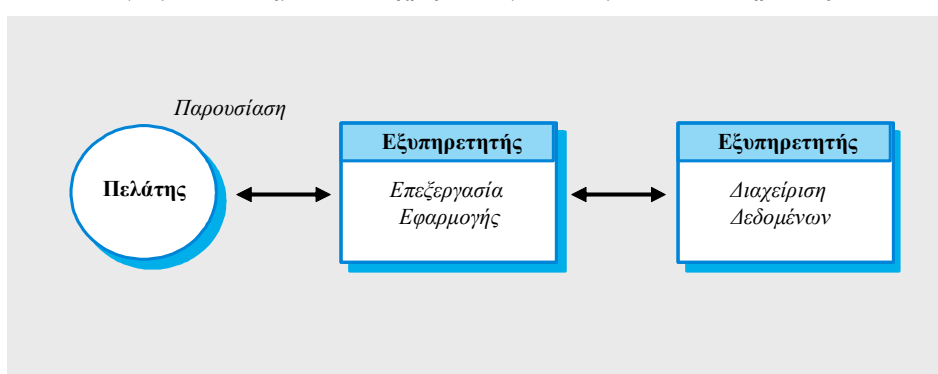 Παρουσίαση
Πελάτης
Εξυπηρετητής
Επεξεργασία
Εφαρμογής
Εξυπηρετητής
Διαχείριση
Δεδομένων